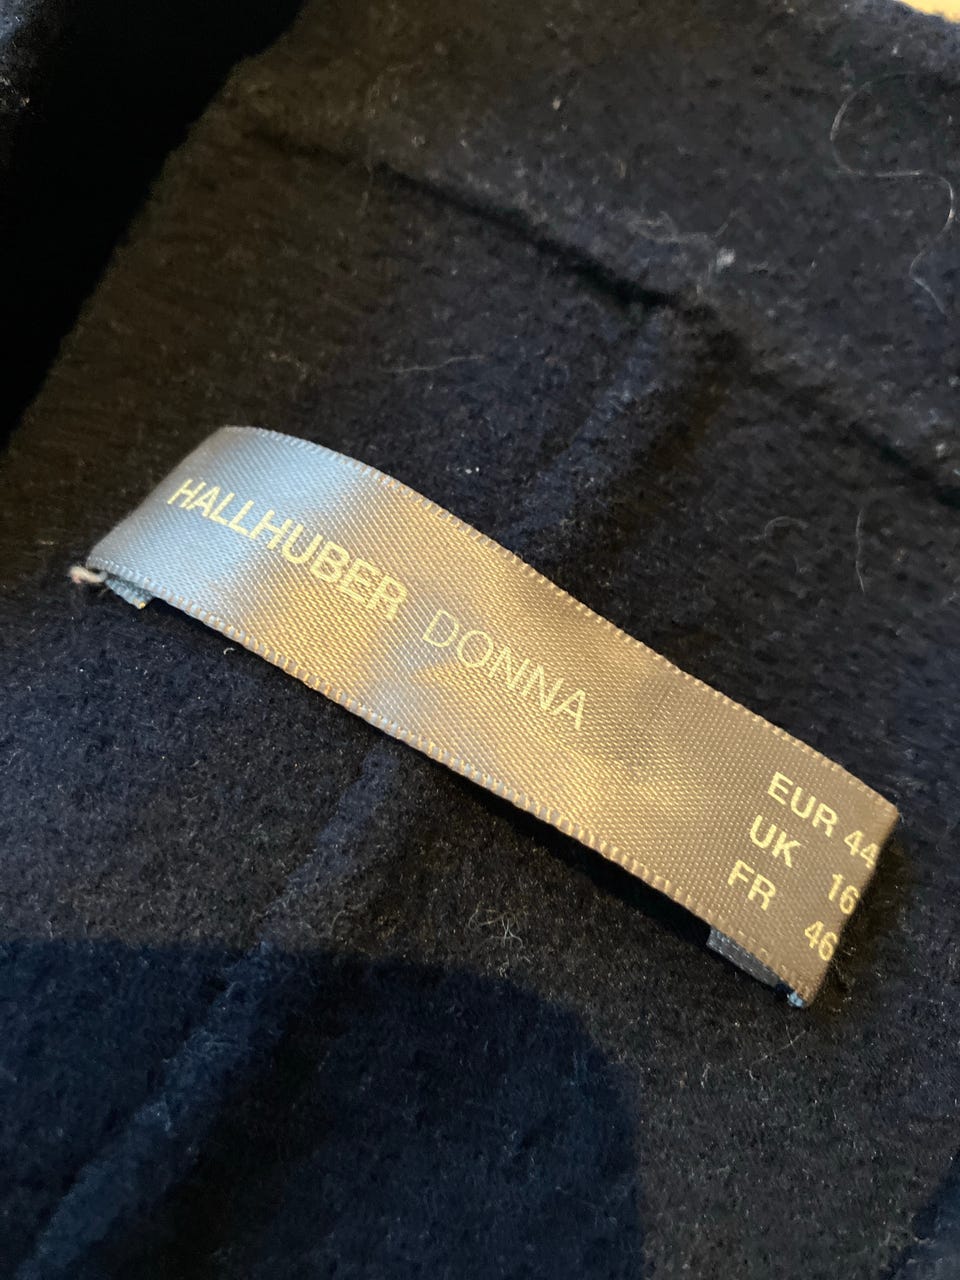 HALLHUBER DONNA
EUR 44
UK 16
FR 46